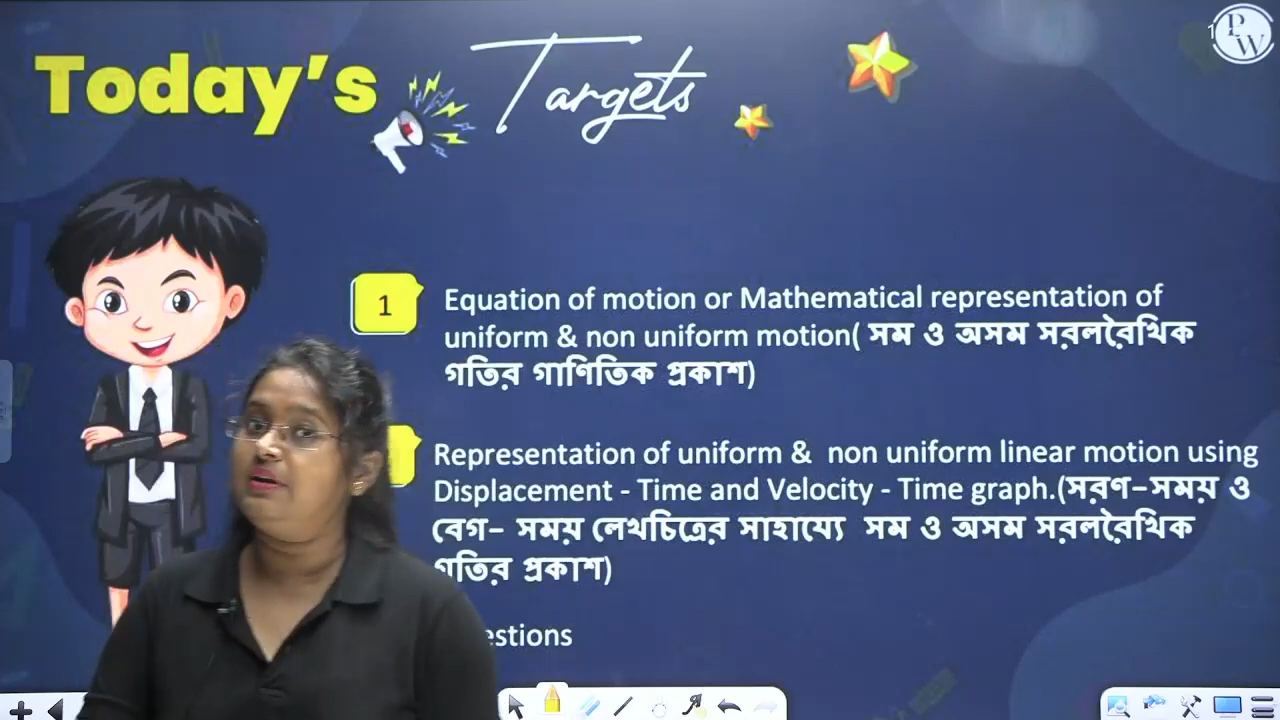 Today's Targets
PW
1 Equation of motion or Mathematical representation of
uniform & non uniform motion( সম ও অসম সরলরৈখিক
গতির গাণিতিক প্রকাশ)
Representation of uniform & non uniform linear motion using
Displacement - Time and Velocity - Time graph.(সরণ-সময় ও
বেগ- সময় লেখচিত্রের সাহায্যে সম ও অসম সরলরৈখিক
গতির প্রকাশ)
estions